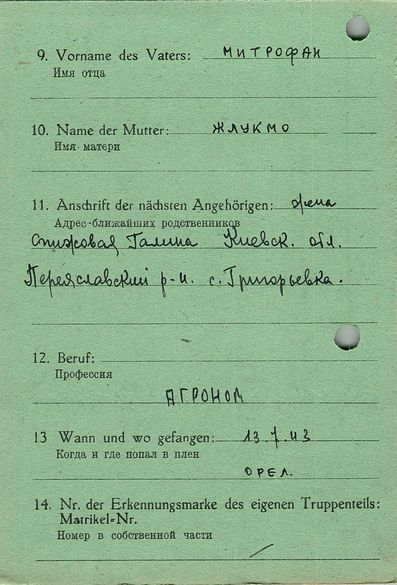 9. Vorname des Vaters: МИТРОФАН
Имя отца
10. Name der Mutter: ЖЛУКМО
Имя матери
11. Anschrift der nächsten Angehörigen: жена
Адрес ближайших родственников
Стижовая Галина Киевск. обл.
Переяславский р-н. с. Григорьевка.
12. Beruf:
Профессия
АГРОНОМ
13 Wann und wo gefangen: 13.7.43
Когда и где попал в плен
ОРЕЛ.
14. Nr. der Erkennungsmarke des eigenen Truppenteils:
Matrikel-Nr.
Номер в собственной части